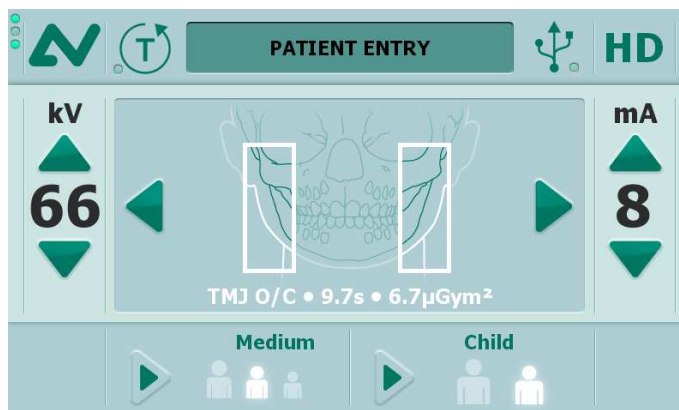 T
PATIENT ENTRY
HD
kV
66
mA
8
TMJ O/C • 9.7s • 6.7µGym²
Medium
Child